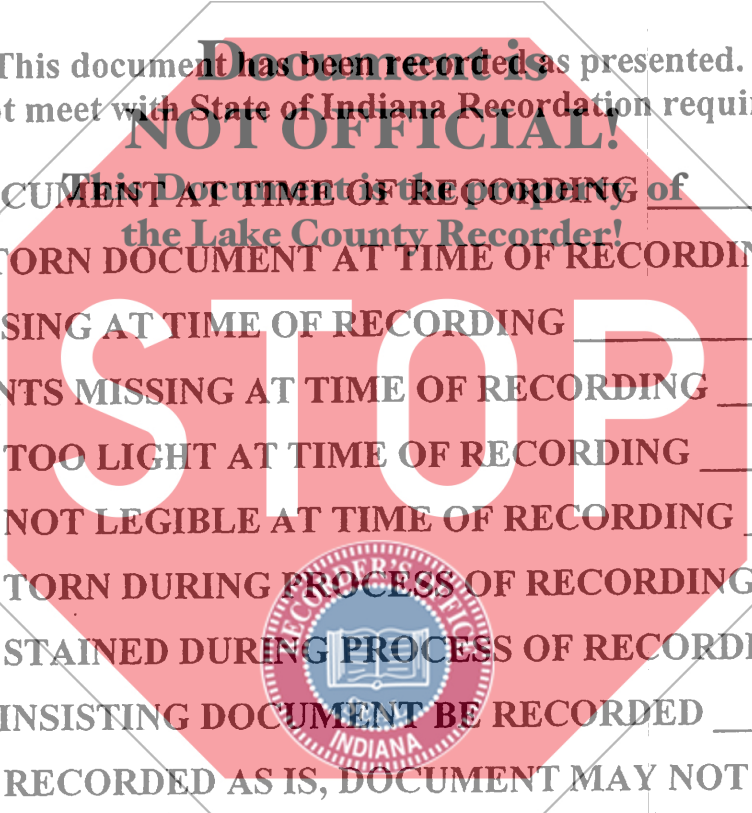 This document has been recorded as presented.
Document is
t meet with State of Indiana Recordation requi
NOT OFFICIAL!
CUMENT AT TIME OF RECORDING
This Document is the property of
the Lake County Recorder!
TORN DOCUMENT AT TIME OF RECORDIN
SING AT TIME OF RECORDING
STOP
NTS MISSING AT TIME OF RECORDING
TOO LIGHT AT TIME OF RECORDING
NOT LEGIBLE AT TIME OF RECORDING
TORN DURING PROCESS OF RECORDING
RECORDER'S OFFICE
STAINED DURING PROCESS OF RECORDI
SEAL
INSISTING DOCUMENT BE RECORDED
INDIANA
RECORDED AS IS, DOCUMENT MAY NOT